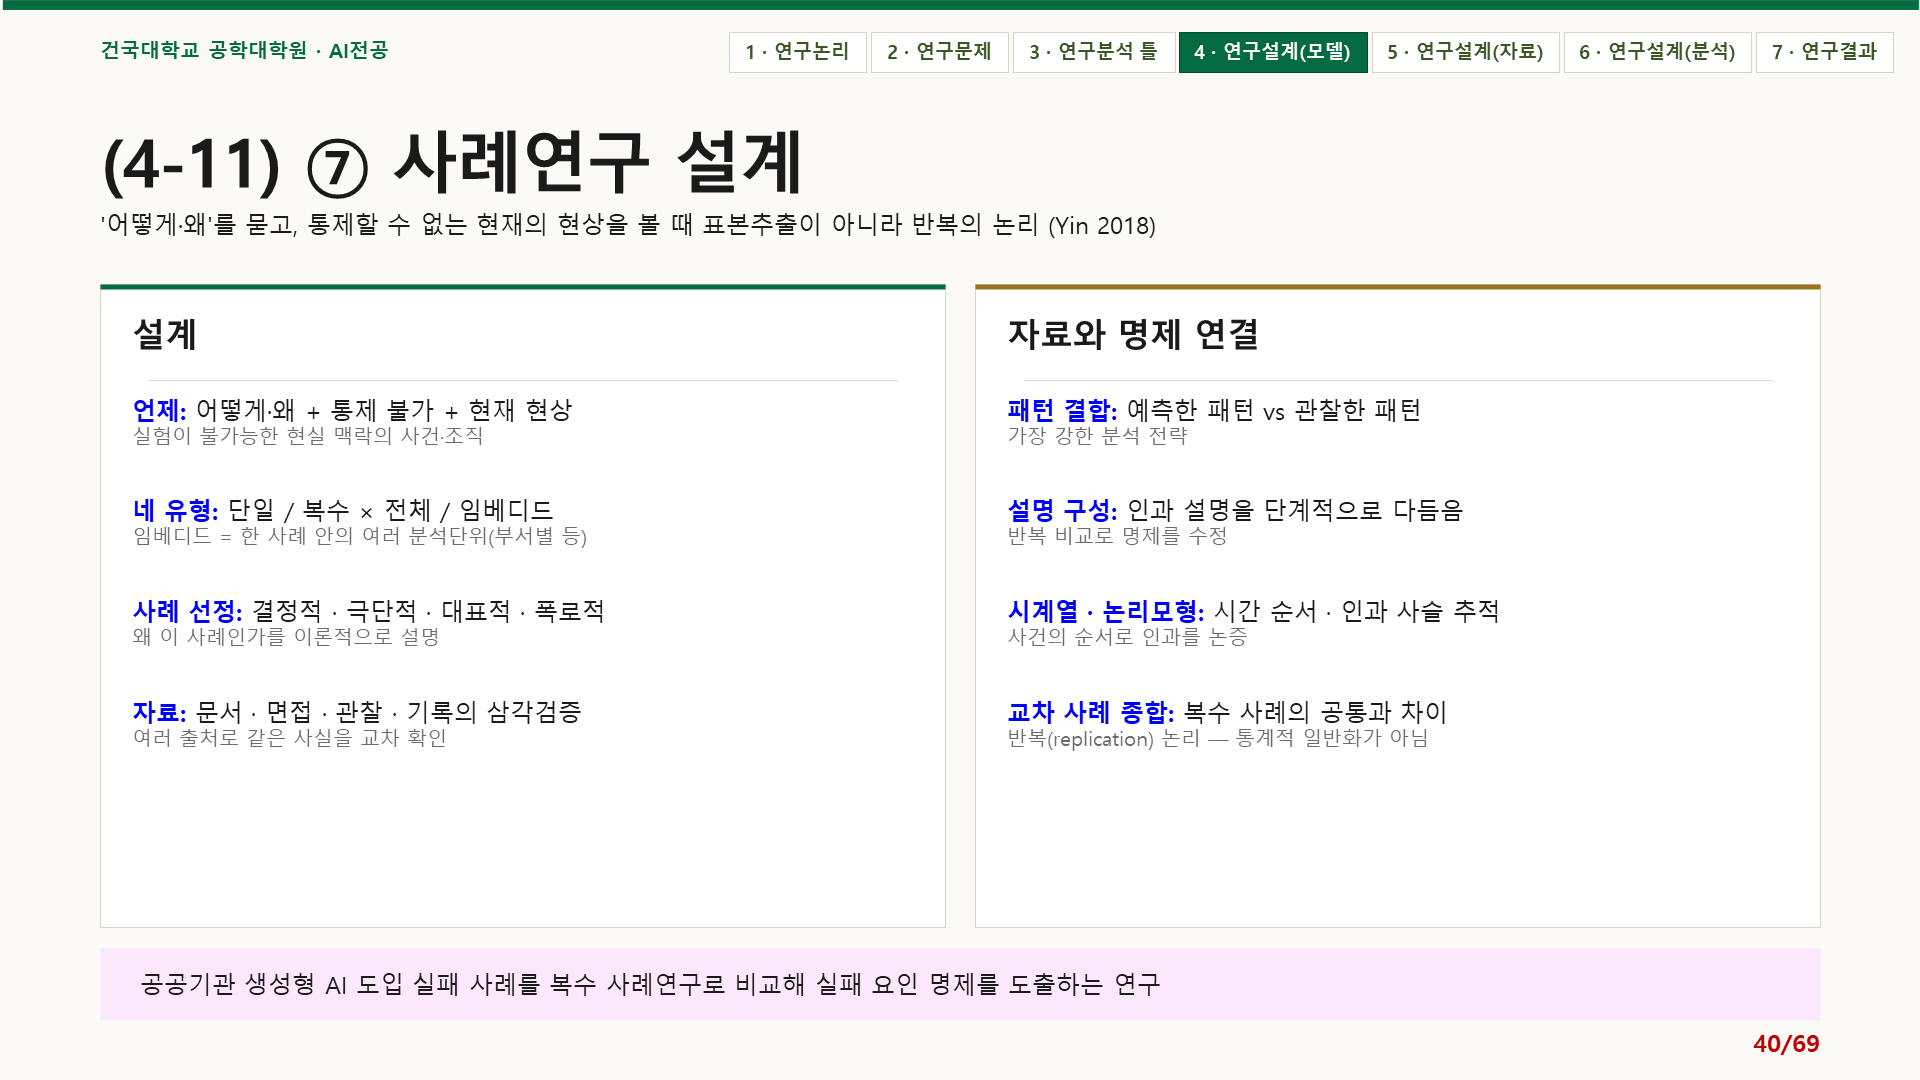 건국대학교 공학대학원 · AI전공
1 · 연구논리
2 · 연구문제
3 · 연구분석 틀
4 · 연구설계(모델)
5 · 연구설계(자료)
6 · 연구설계(분석)
7 · 연구결과
(4-11) ⑦ 사례연구 설계
'어떻게·왜'를 묻고, 통제할 수 없는 현재의 현상을 볼 때 표본추출이 아니라 반복의 논리 (Yin 2018)
설계
언제: 어떻게·왜 + 통제 불가 + 현재 현상
실험이 불가능한 현실 맥락의 사건·조직
네 유형: 단일 / 복수 × 전체 / 임베디드
임베디드 = 한 사례 안의 여러 분석단위(부서별 등)
사례 선정: 결정적 · 극단적 · 대표적 · 폭로적
왜 이 사례인가를 이론적으로 설명
자료: 문서 · 면접 · 관찰 · 기록의 삼각검증
여러 출처로 같은 사실을 교차 확인
자료와 명제 연결
패턴 결합: 예측한 패턴 vs 관찰한 패턴
가장 강한 분석 전략
설명 구성: 인과 설명을 단계적으로 다듬음
반복 비교로 명제를 수정
시계열 · 논리모형: 시간 순서 · 인과 사슬 추적
사건의 순서로 인과를 논증
교차 사례 종합: 복수 사례의 공통과 차이
반복(replication) 논리 — 통계적 일반화가 아님
공공기관 생성형 AI 도입 실패 사례를 복수 사례연구로 비교해 실패 요인 명제를 도출하는 연구
40/69